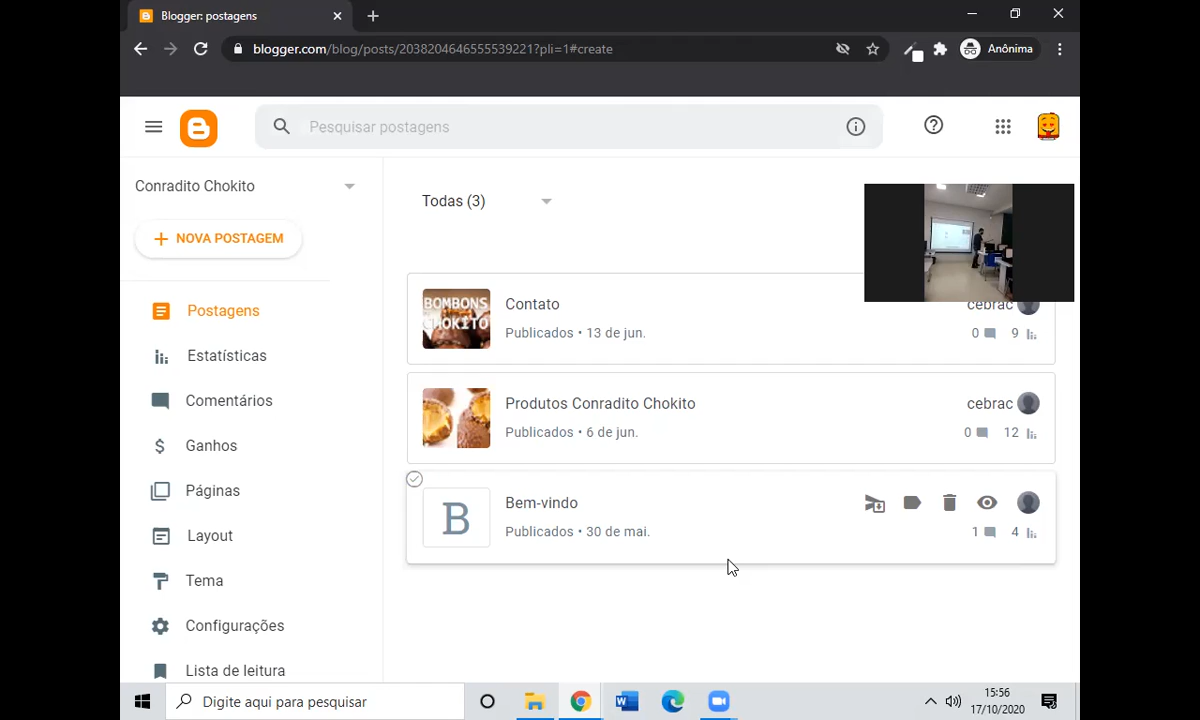 Blogger: postagens
blogger.com/blog/posts/2038204646555539221?pli=1#create
Anônima
Pesquisar postagens
Conradito Chokito
Todas (3)
NOVA POSTAGEM
Postagens
Estatísticas
Comentários
Ganhos
Páginas
Layout
Tema
Configurações
Lista de leitura
BOMBONS
CHOKITO
Contato
cebrac
Publicados • 13 de jun.
0
9
Produtos Conradito Chokito
cebrac
Publicados • 6 de jun.
0
12
B
Bem-vindo
Publicados • 30 de mai.
1
4
Digite aqui para pesquisar
15:56
17/10/2020